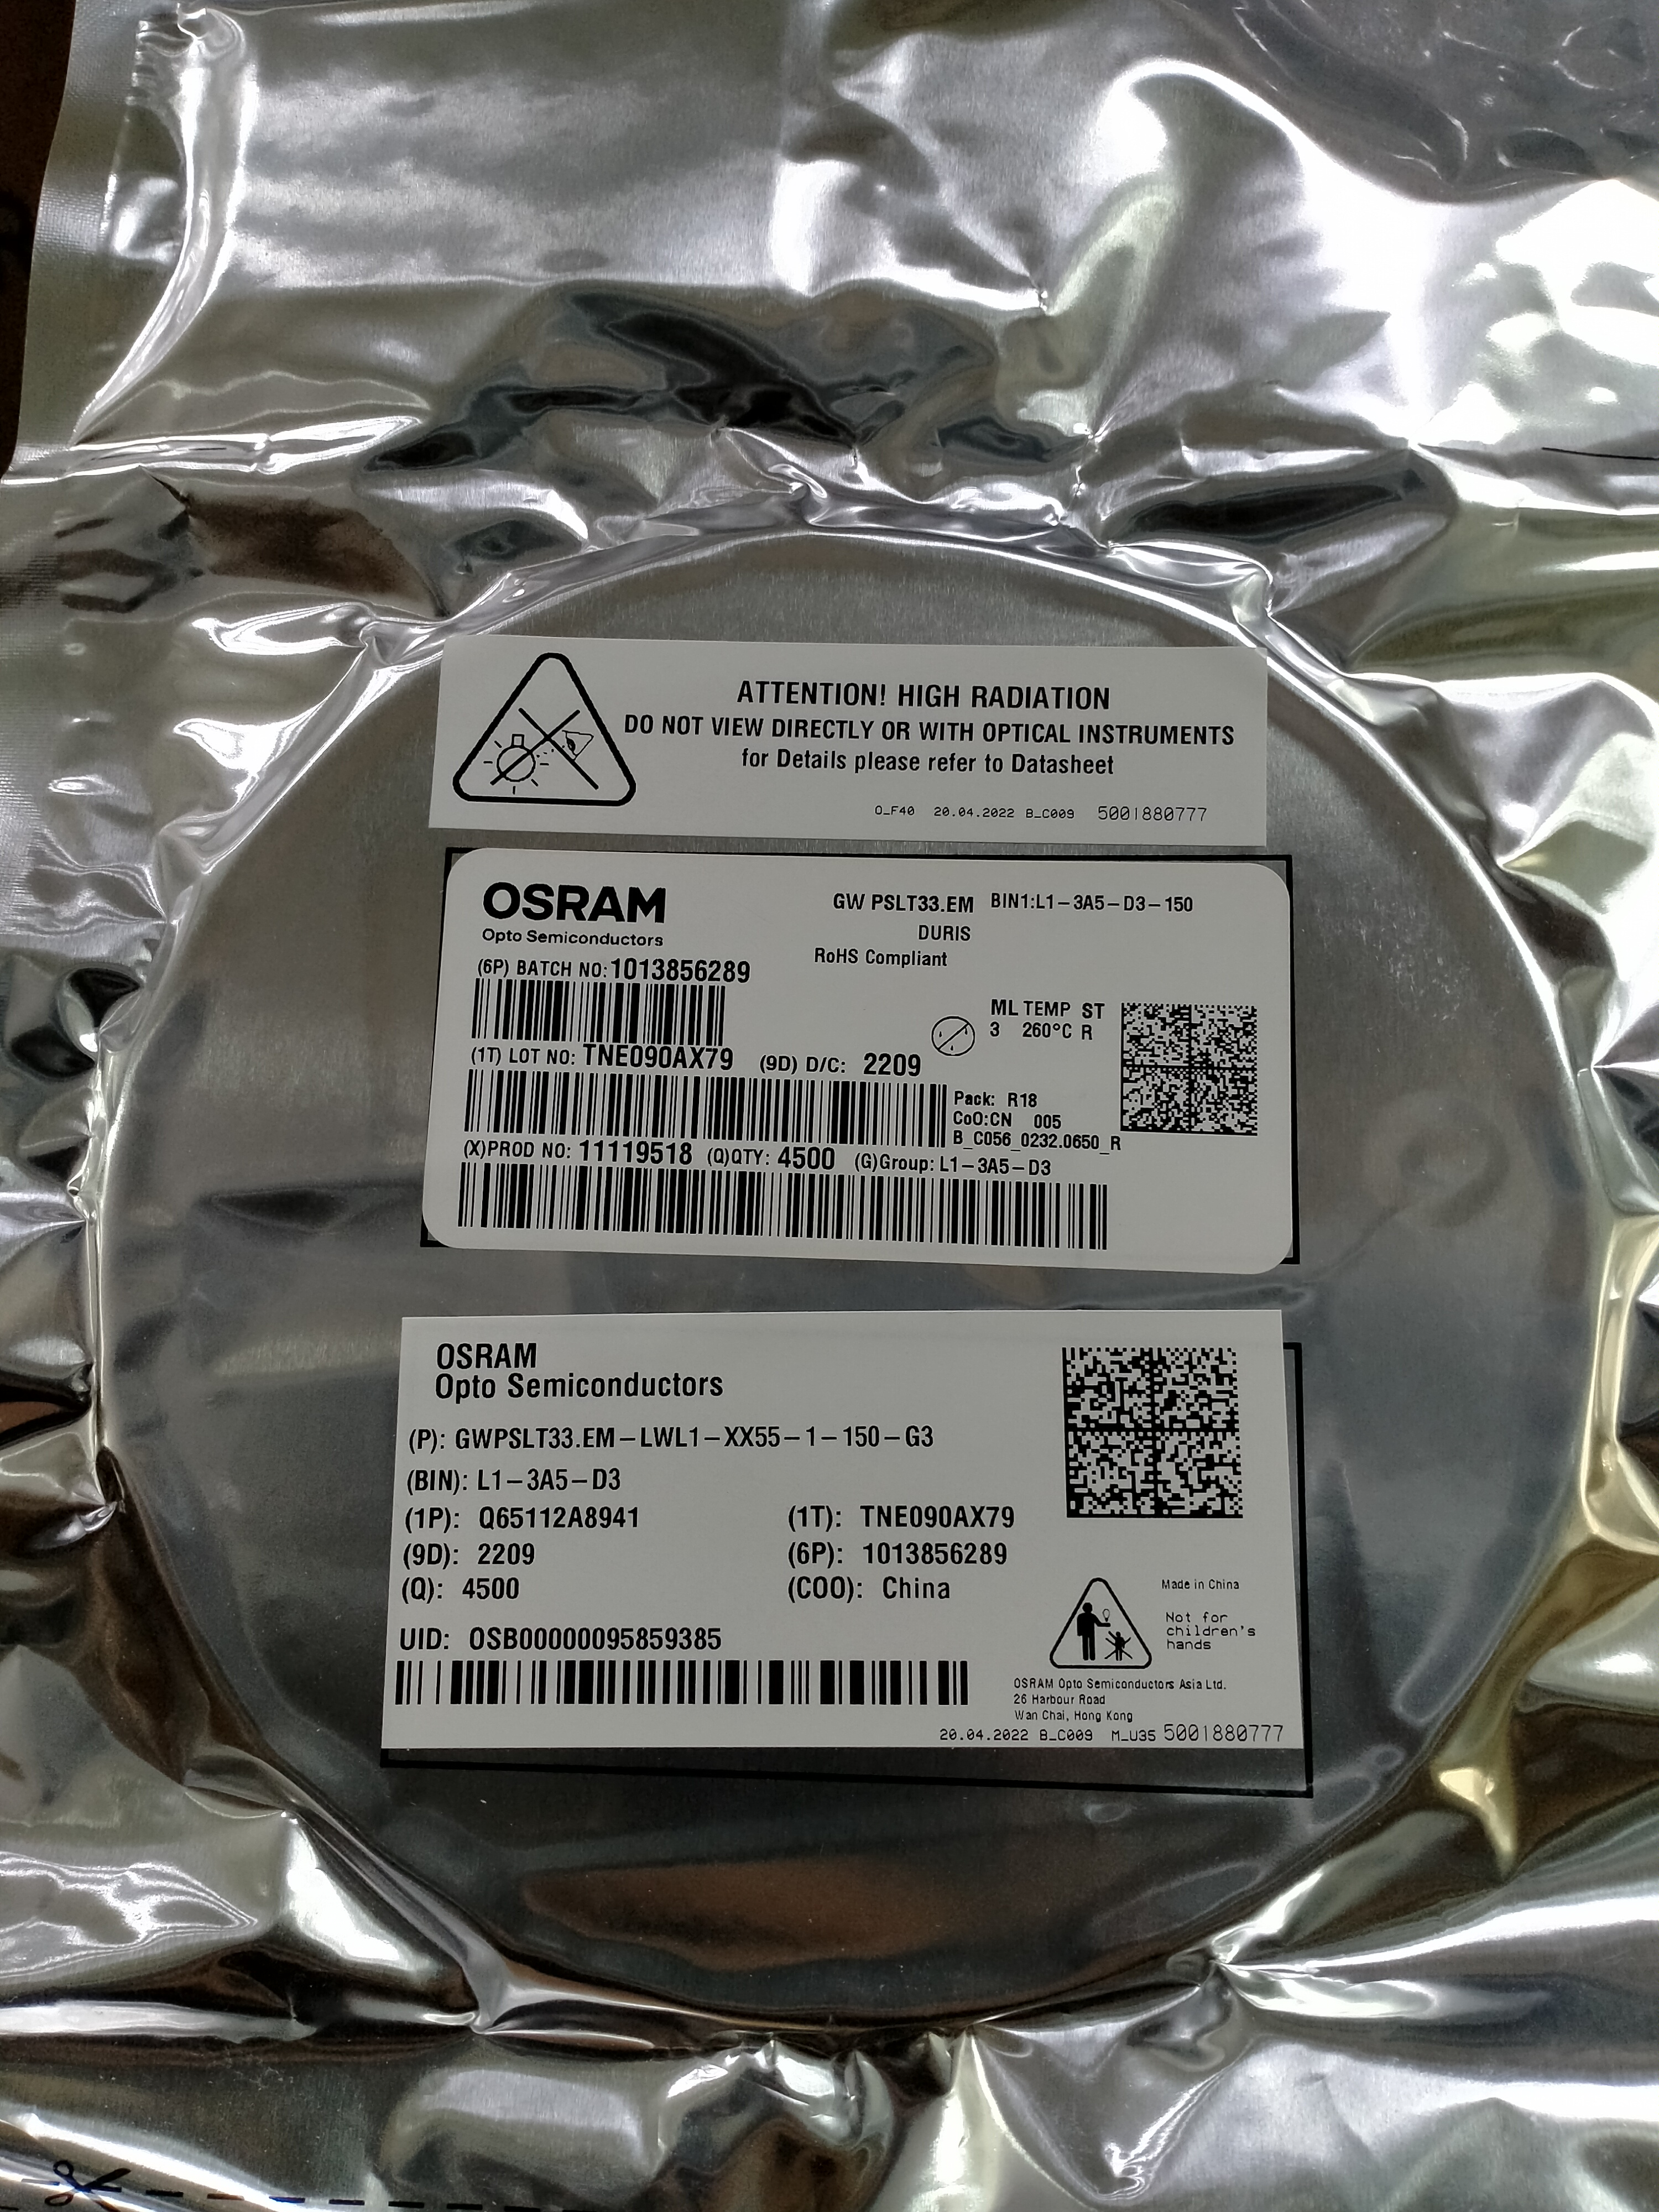 ATTENTION! HIGH RADIATION
DO NOT VIEW DIRECTLY OR WITH OPTICAL INSTRUMENTS
for Details please refer to Datasheet
O_F40 20.04.2022 B_C009 5001880777
OSRAM
Opto Semiconductors
GW PSLT33.EM BIN1:L1-3A5-D3-150
DURIS
RoHS Compliant
(6P) BATCH NO:1013856289
ML TEMP ST
3 260°C R
(1T) LOT NO: TNE090AX79 (9D) D/C: 2209
Pack: R18
CoO:CN 005
B_C056_0232.0650_R
(X)PROD NO: 11119518 (Q)QTY: 4500 (G)Group: L1-3A5-D3
OSRAM
Opto Semiconductors
(P): GWPSLT33.EM-LWL1-XX55-1-150-G3
(BIN): L1-3A5-D3
(1P): Q65112A8941 (1T): TNE090AX79
(9D): 2209 (6P): 1013856289
(Q): 4500 (COO): China
UID: OSB00000095859385
Made in China
Not for
children's
hands
OSRAM Opto Semiconductors Asia Ltd.
26 Harbour Road
Wan Chai, Hong Kong
20.04.2022 B_C009 M_U35 5001880777